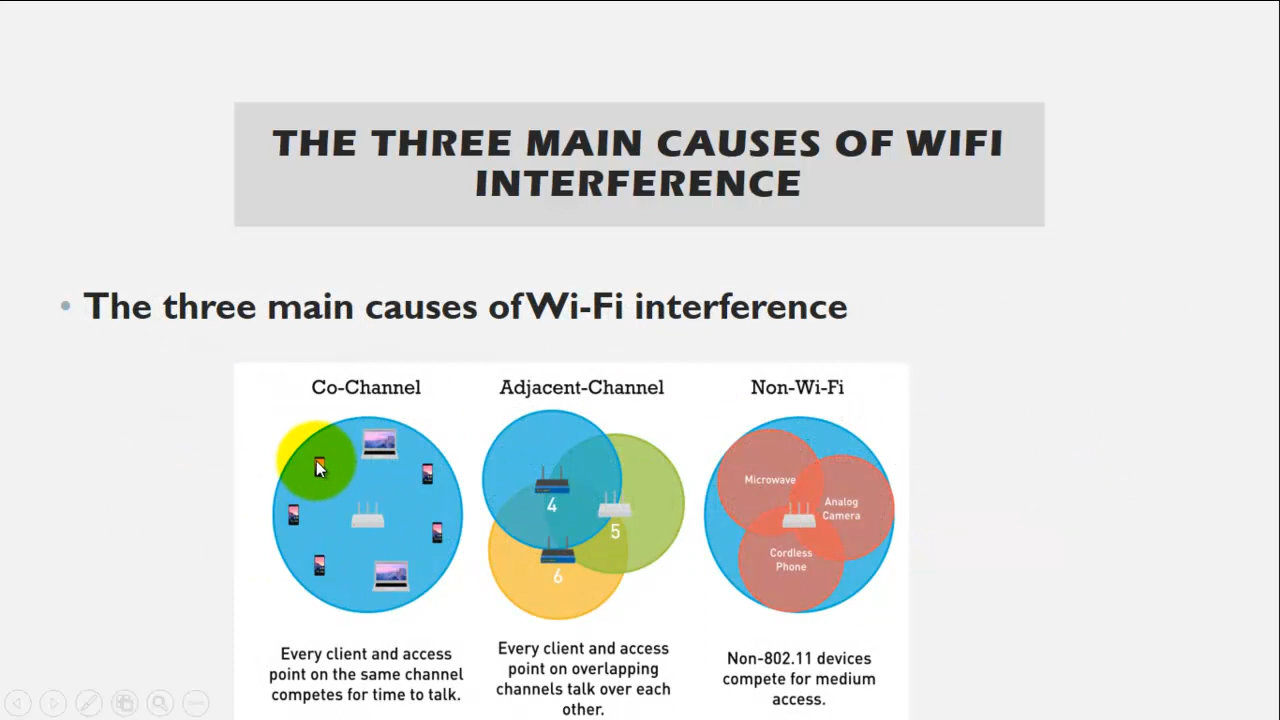 THE THREE MAIN CAUSES OF WIFI
INTERFERENCE
• The three main causes of Wi-Fi interference
Co-Channel
Every client and access
point on the same channel
competes for time to talk.
Adjacent-Channel
4
5
6
Every client and access
point on overlapping
channels talk over each
other.
Non-Wi-Fi
Microwave
Analog
Camera
Cordless
Phone
Non-802.11 devices
compete for medium
access.